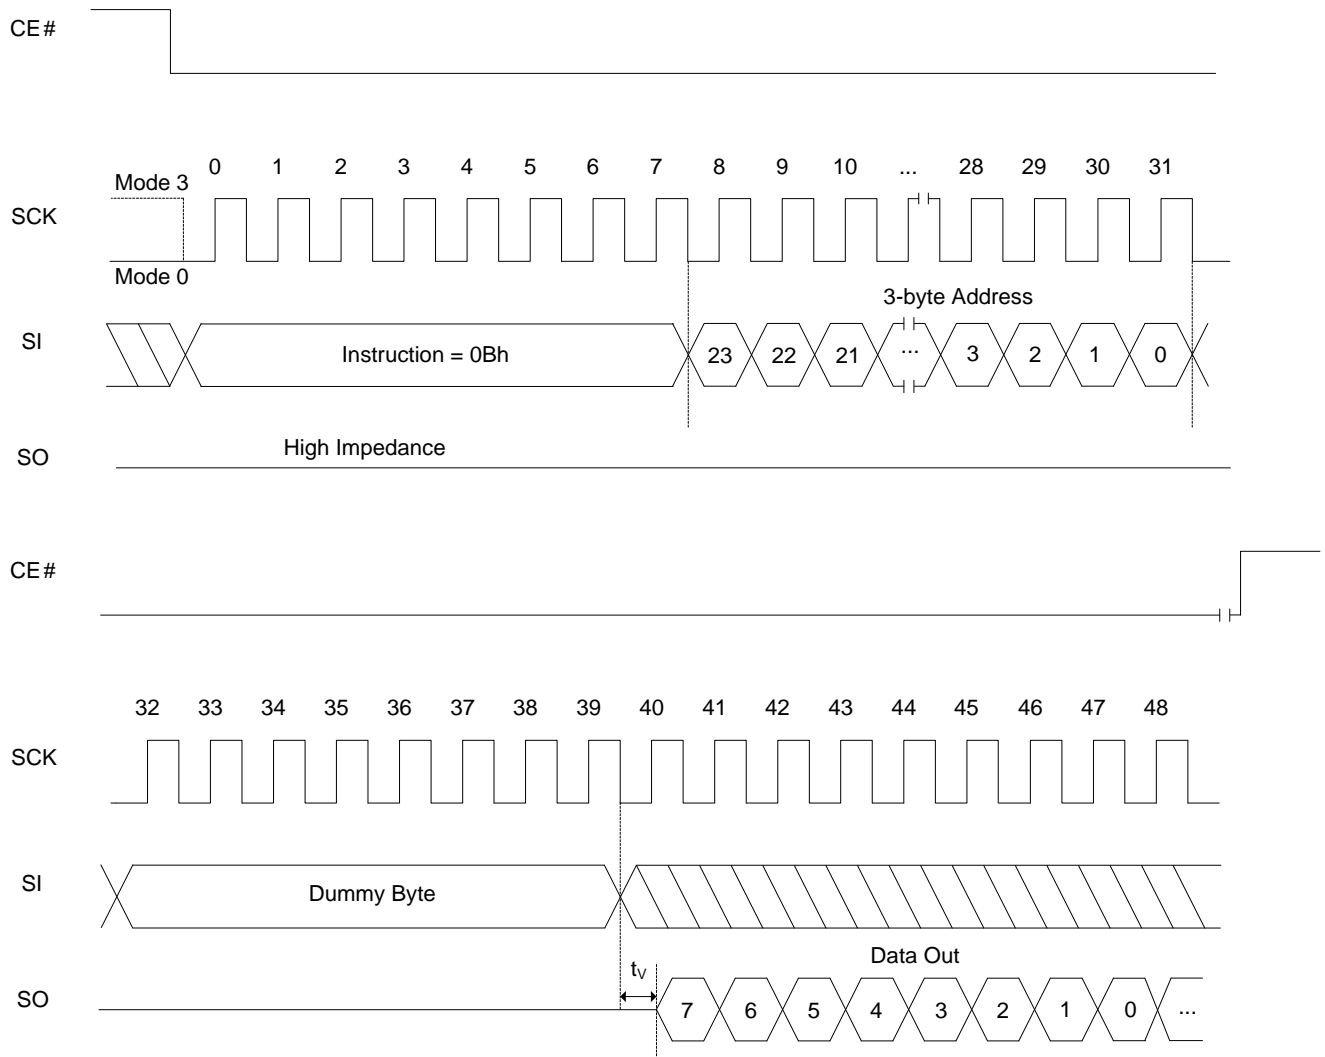 CE#
0 1 2 3 4 5 6 7 8 9 10 ... 28 29 30 31
Mode 3
SCK
Mode 0
3-byte Address
SI
Instruction = 0Bh 23 22 21 ... 3 2 1 0
High Impedance
SO
CE#
32 33 34 35 36 37 38 39 40 41 42 43 44 45 46 47 48
SCK
SI
Dummy Byte
Data Out
tV
SO
7 6 5 4 3 2 1 0 ...